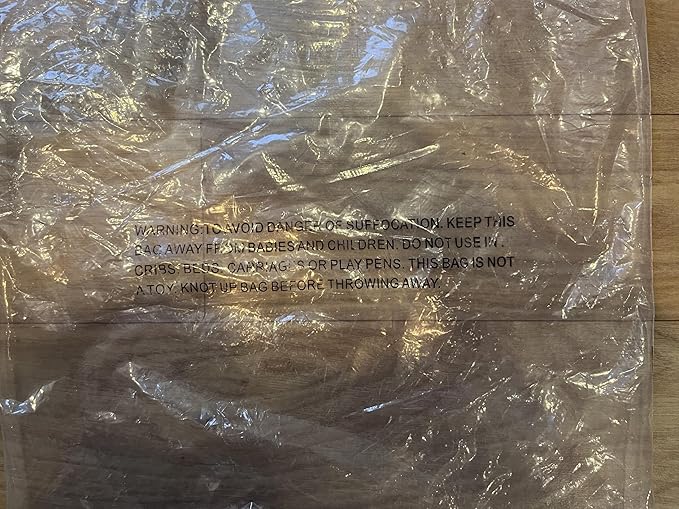 WARNING: TO AVOID DANGER OF SUFFOCATION. KEEP THIS
BAG AWAY FROM BABIES AND CHILDREN. DO NOT USE IN
CRIBS. BEDS. CARRIAGES OR PLAY PENS. THIS BAG IS NOT
A TOY. KNOT UP BAG BEFORE THROWING AWAY.